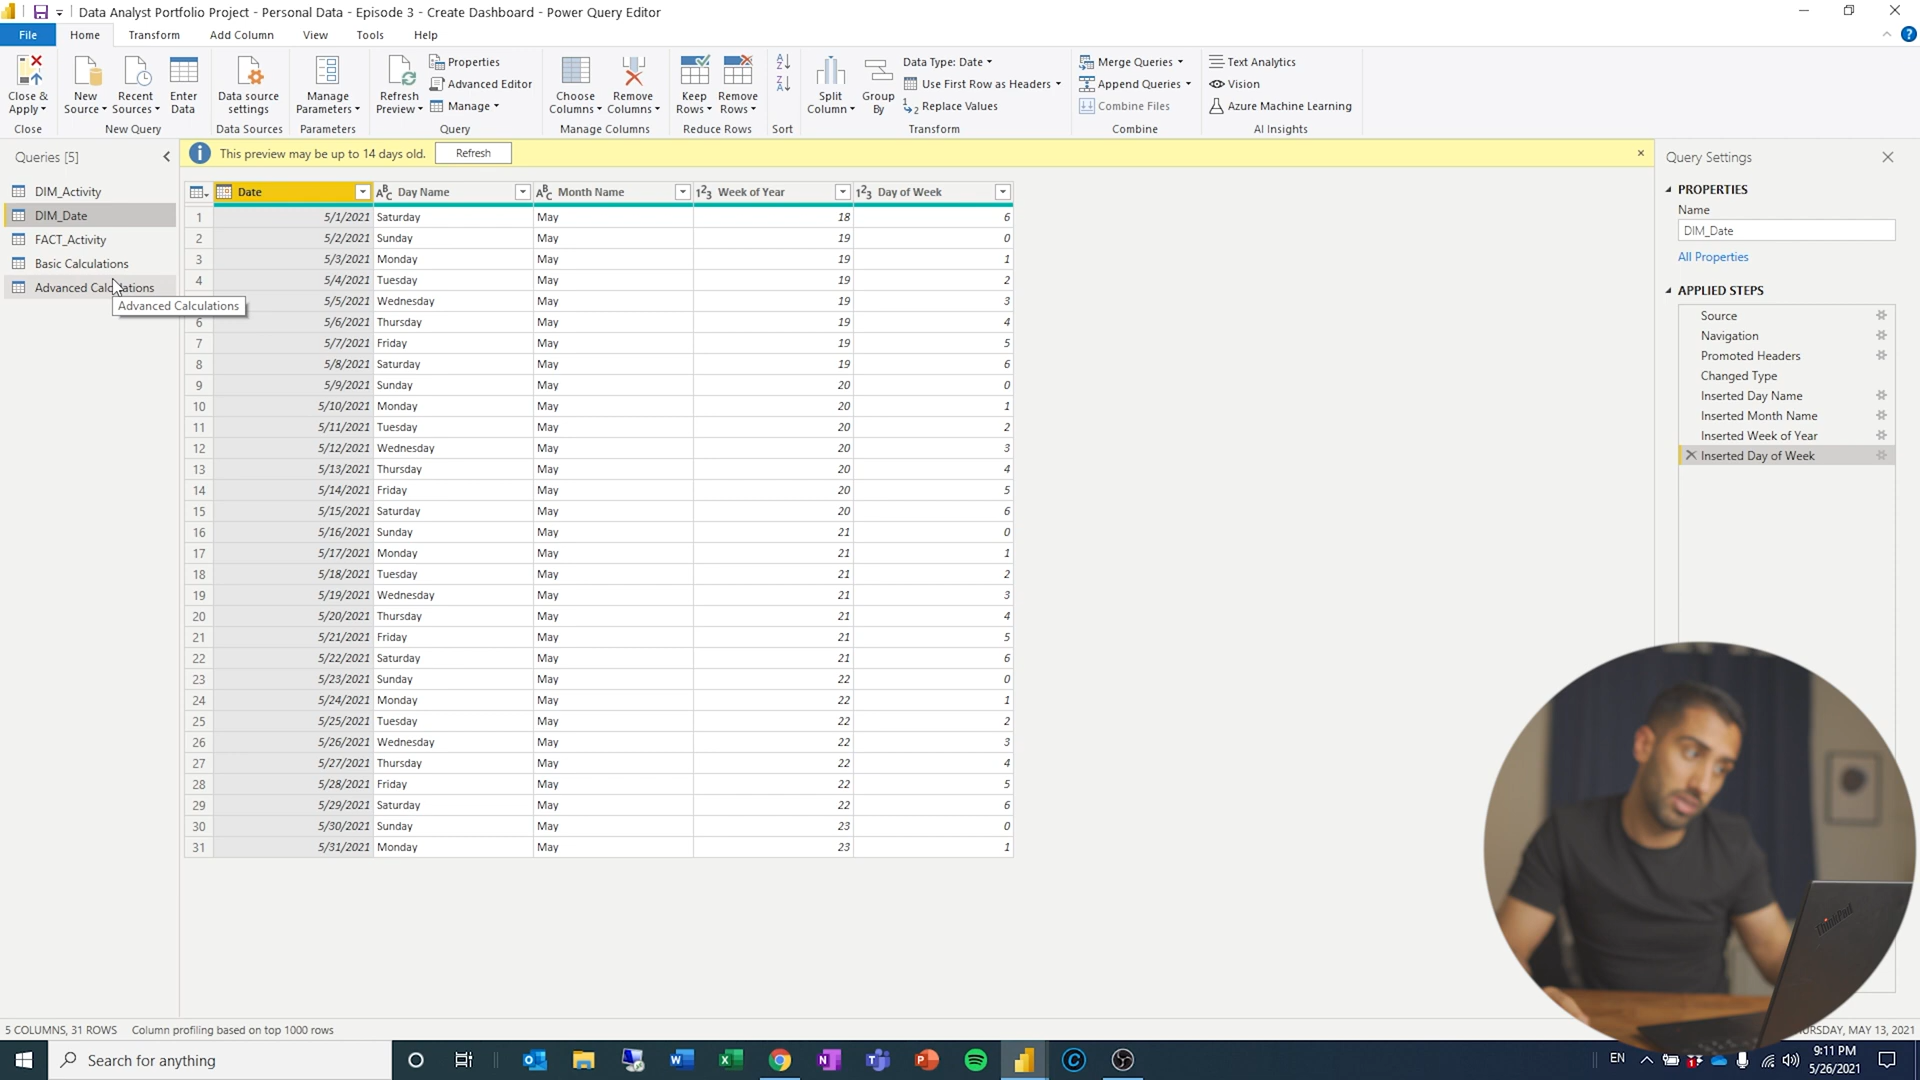 Data Analyst Portfolio Project - Personal Data - Episode 3 - Create Dashboard - Power Query Editor
File Home Transform Add Column View Tools Help
Close & Apply
New Source
Recent Sources
Enter Data
Data source settings
Manage Parameters
Refresh Preview
Properties
Advanced Editor
Manage
Choose Columns
Remove Columns
Keep Rows
Remove Rows
Split Column
Group By
Data Type: Date
Use First Row as Headers
Replace Values
Merge Queries
Append Queries
Combine Files
Text Analytics
Vision
Azure Machine Learning
Close New Query Data Sources Parameters Query Manage Columns Reduce Rows Sort Transform Combine AI Insights
Queries [5]
DIM_Activity
DIM_Date
FACT_Activity
Basic Calculations
Advanced Calculations
Advanced Calculations
This preview may be up to 14 days old. Refresh
Date Day Name Month Name Week of Year Day of Week
1 5/1/2021 Saturday May 18 6
2 5/2/2021 Sunday May 19 0
3 5/3/2021 Monday May 19 1
4 5/4/2021 Tuesday May 19 2
5/5/2021 Wednesday May 19 3
6 5/6/2021 Thursday May 19 4
7 5/7/2021 Friday May 19 5
8 5/8/2021 Saturday May 19 6
9 5/9/2021 Sunday May 20 0
10 5/10/2021 Monday May 20 1
11 5/11/2021 Tuesday May 20 2
12 5/12/2021 Wednesday May 20 3
13 5/13/2021 Thursday May 20 4
14 5/14/2021 Friday May 20 5
15 5/15/2021 Saturday May 20 6
16 5/16/2021 Sunday May 21 0
17 5/17/2021 Monday May 21 1
18 5/18/2021 Tuesday May 21 2
19 5/19/2021 Wednesday May 21 3
20 5/20/2021 Thursday May 21 4
21 5/21/2021 Friday May 21 5
22 5/22/2021 Saturday May 21 6
23 5/23/2021 Sunday May 22 0
24 5/24/2021 Monday May 22 1
25 5/25/2021 Tuesday May 22 2
26 5/26/2021 Wednesday May 22 3
27 5/27/2021 Thursday May 22 4
28 5/28/2021 Friday May 22 5
29 5/29/2021 Saturday May 22 6
30 5/30/2021 Sunday May 23 0
31 5/31/2021 Monday May 23 1
Query Settings
PROPERTIES
Name
DIM_Date
All Properties
APPLIED STEPS
Source
Navigation
Promoted Headers
Changed Type
Inserted Day Name
Inserted Month Name
Inserted Week of Year
Inserted Day of Week
ThinkPad
5 COLUMNS, 31 ROWS Column profiling based on top 1000 rows
URSDAY, MAY 13, 2021
Search for anything
EN
9:11 PM
5/26/2021